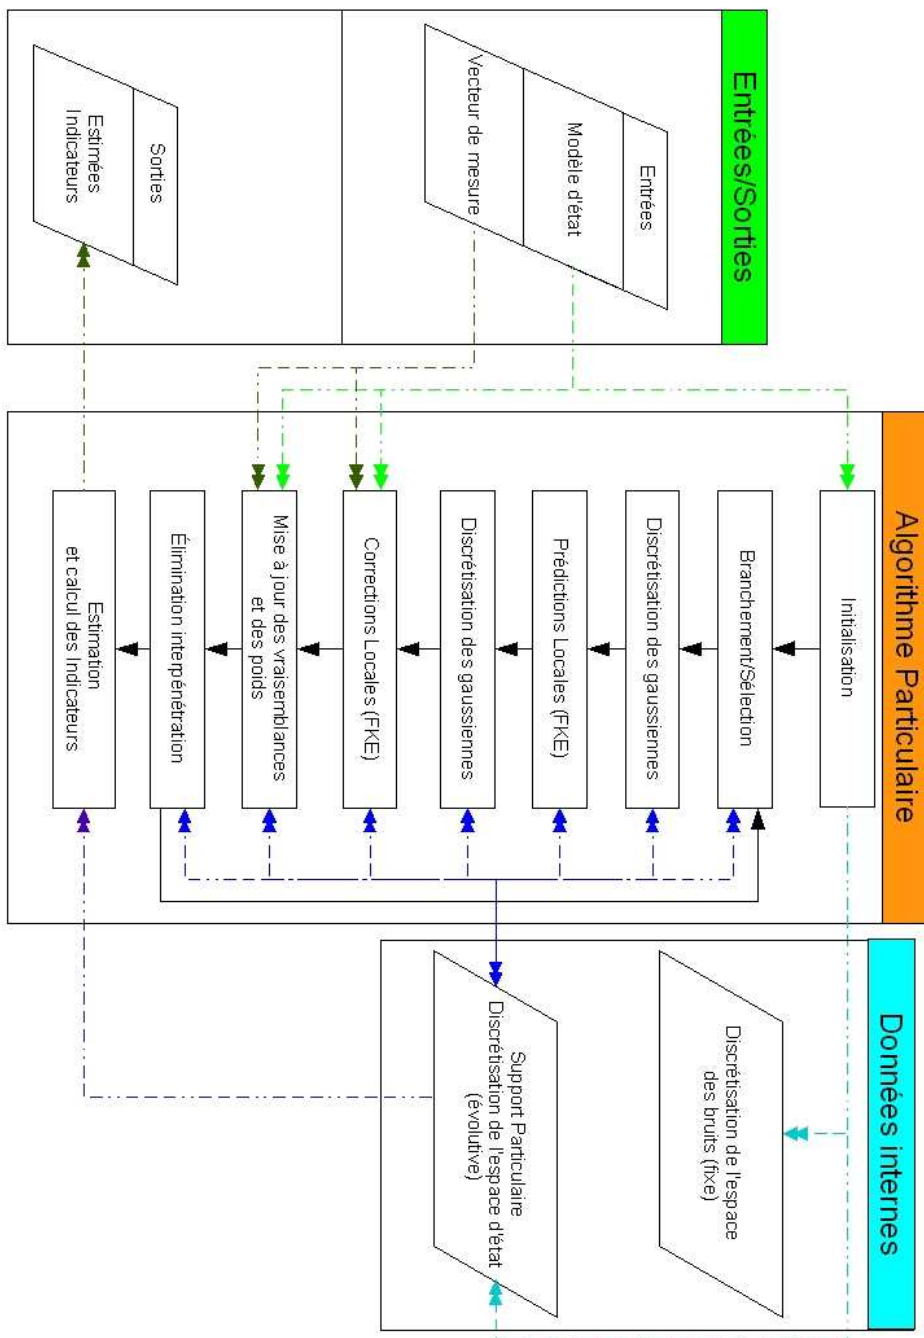 Entrées/Sorties
Entrées
Modèle d'état
Vecteur de mesure
Sorties
Estimées
Indicateurs
Algorithme Particulaire
Initialisation
Branchement/Sélection
Discrétisation des gaussiennes
Prédictions Locales (FKE)
Discrétisation des gaussiennes
Corrections Locales (FKE)
Mise à jour des vraisemblances
et des poids
Élimination interpénétration
Estimation
et calcul des Indicateurs
Données internes
Discrétisation de l'espace
des bruits (fixe)
Support Particulaire
Discrétisation de l'espace d'état
(évolutive)